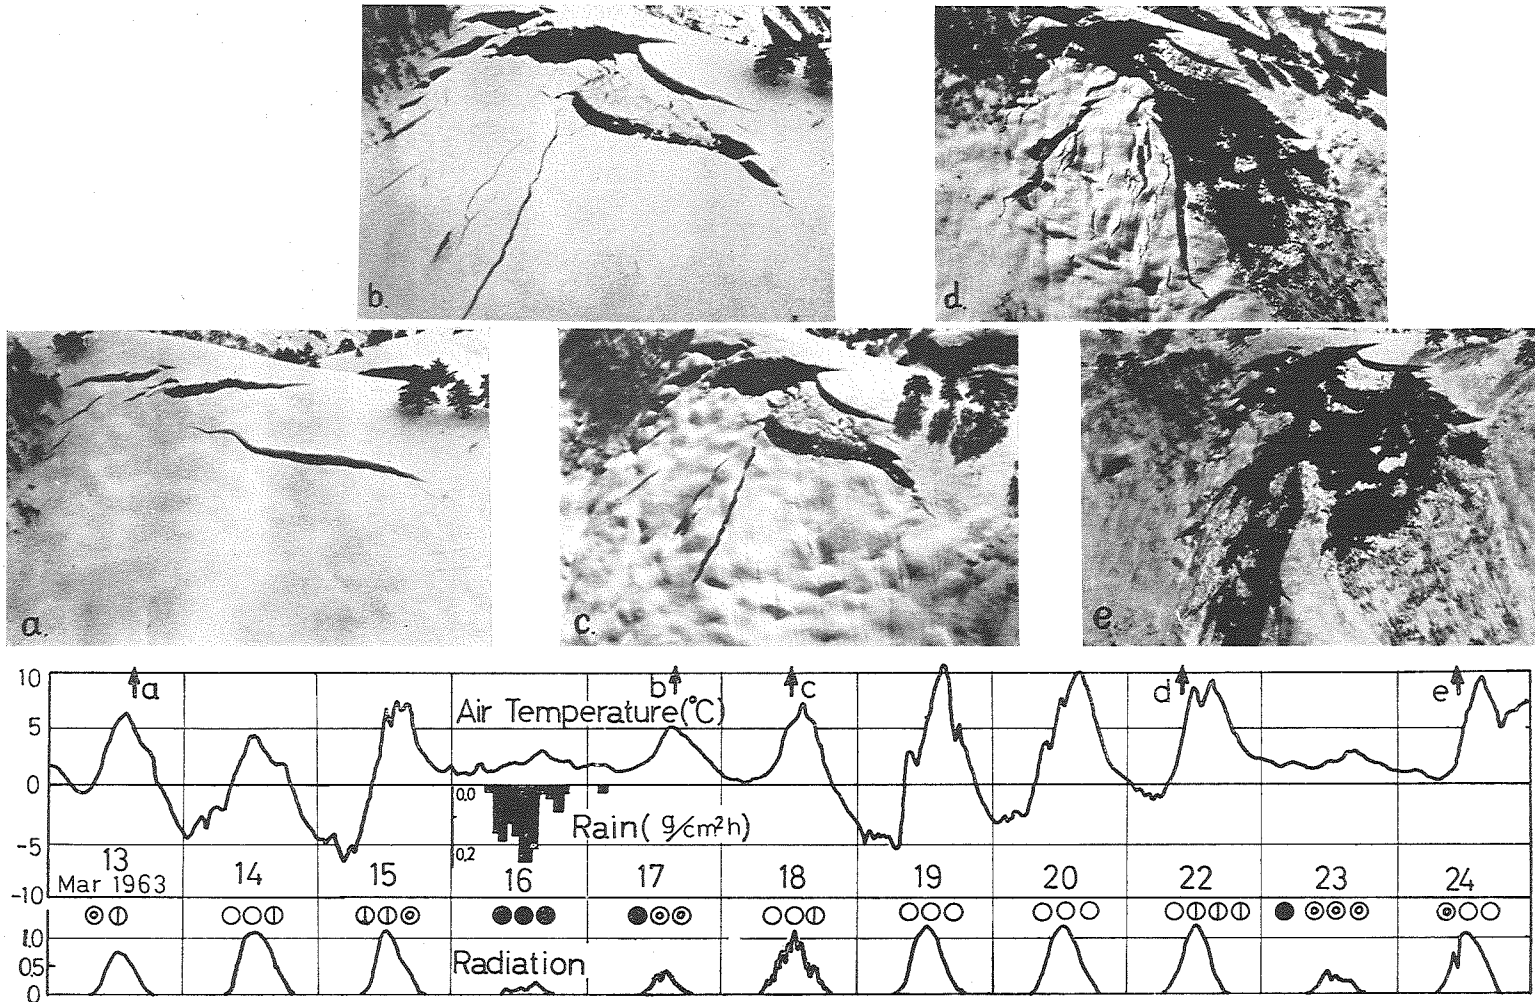 b.
d.
a.
c.
e.
10
5
0
-5
-10
a
b
c
d
e
Air Temperature(°C)
0,0
0,2
Rain( g/cm²h)
13
Mar 1963
14
15
16
17
18
19
20
22
23
24
1.0
0.5
0
Radiation